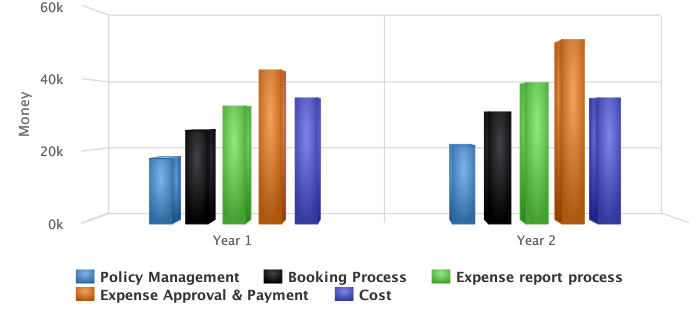 60k
40k
20k
0k
Money
Year 1
Year 2
Policy Management
Booking Process
Expense report process
Expense Approval & Payment
Cost